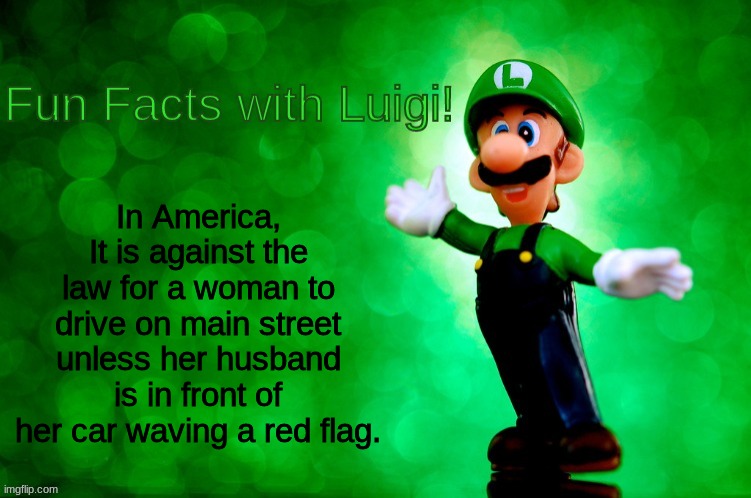 Fun Facts with Luigi!
L
In America,
It is against the
law for a woman to
drive on main street
unless her husband
is in front of
her car waving a red flag.
imgflip.com